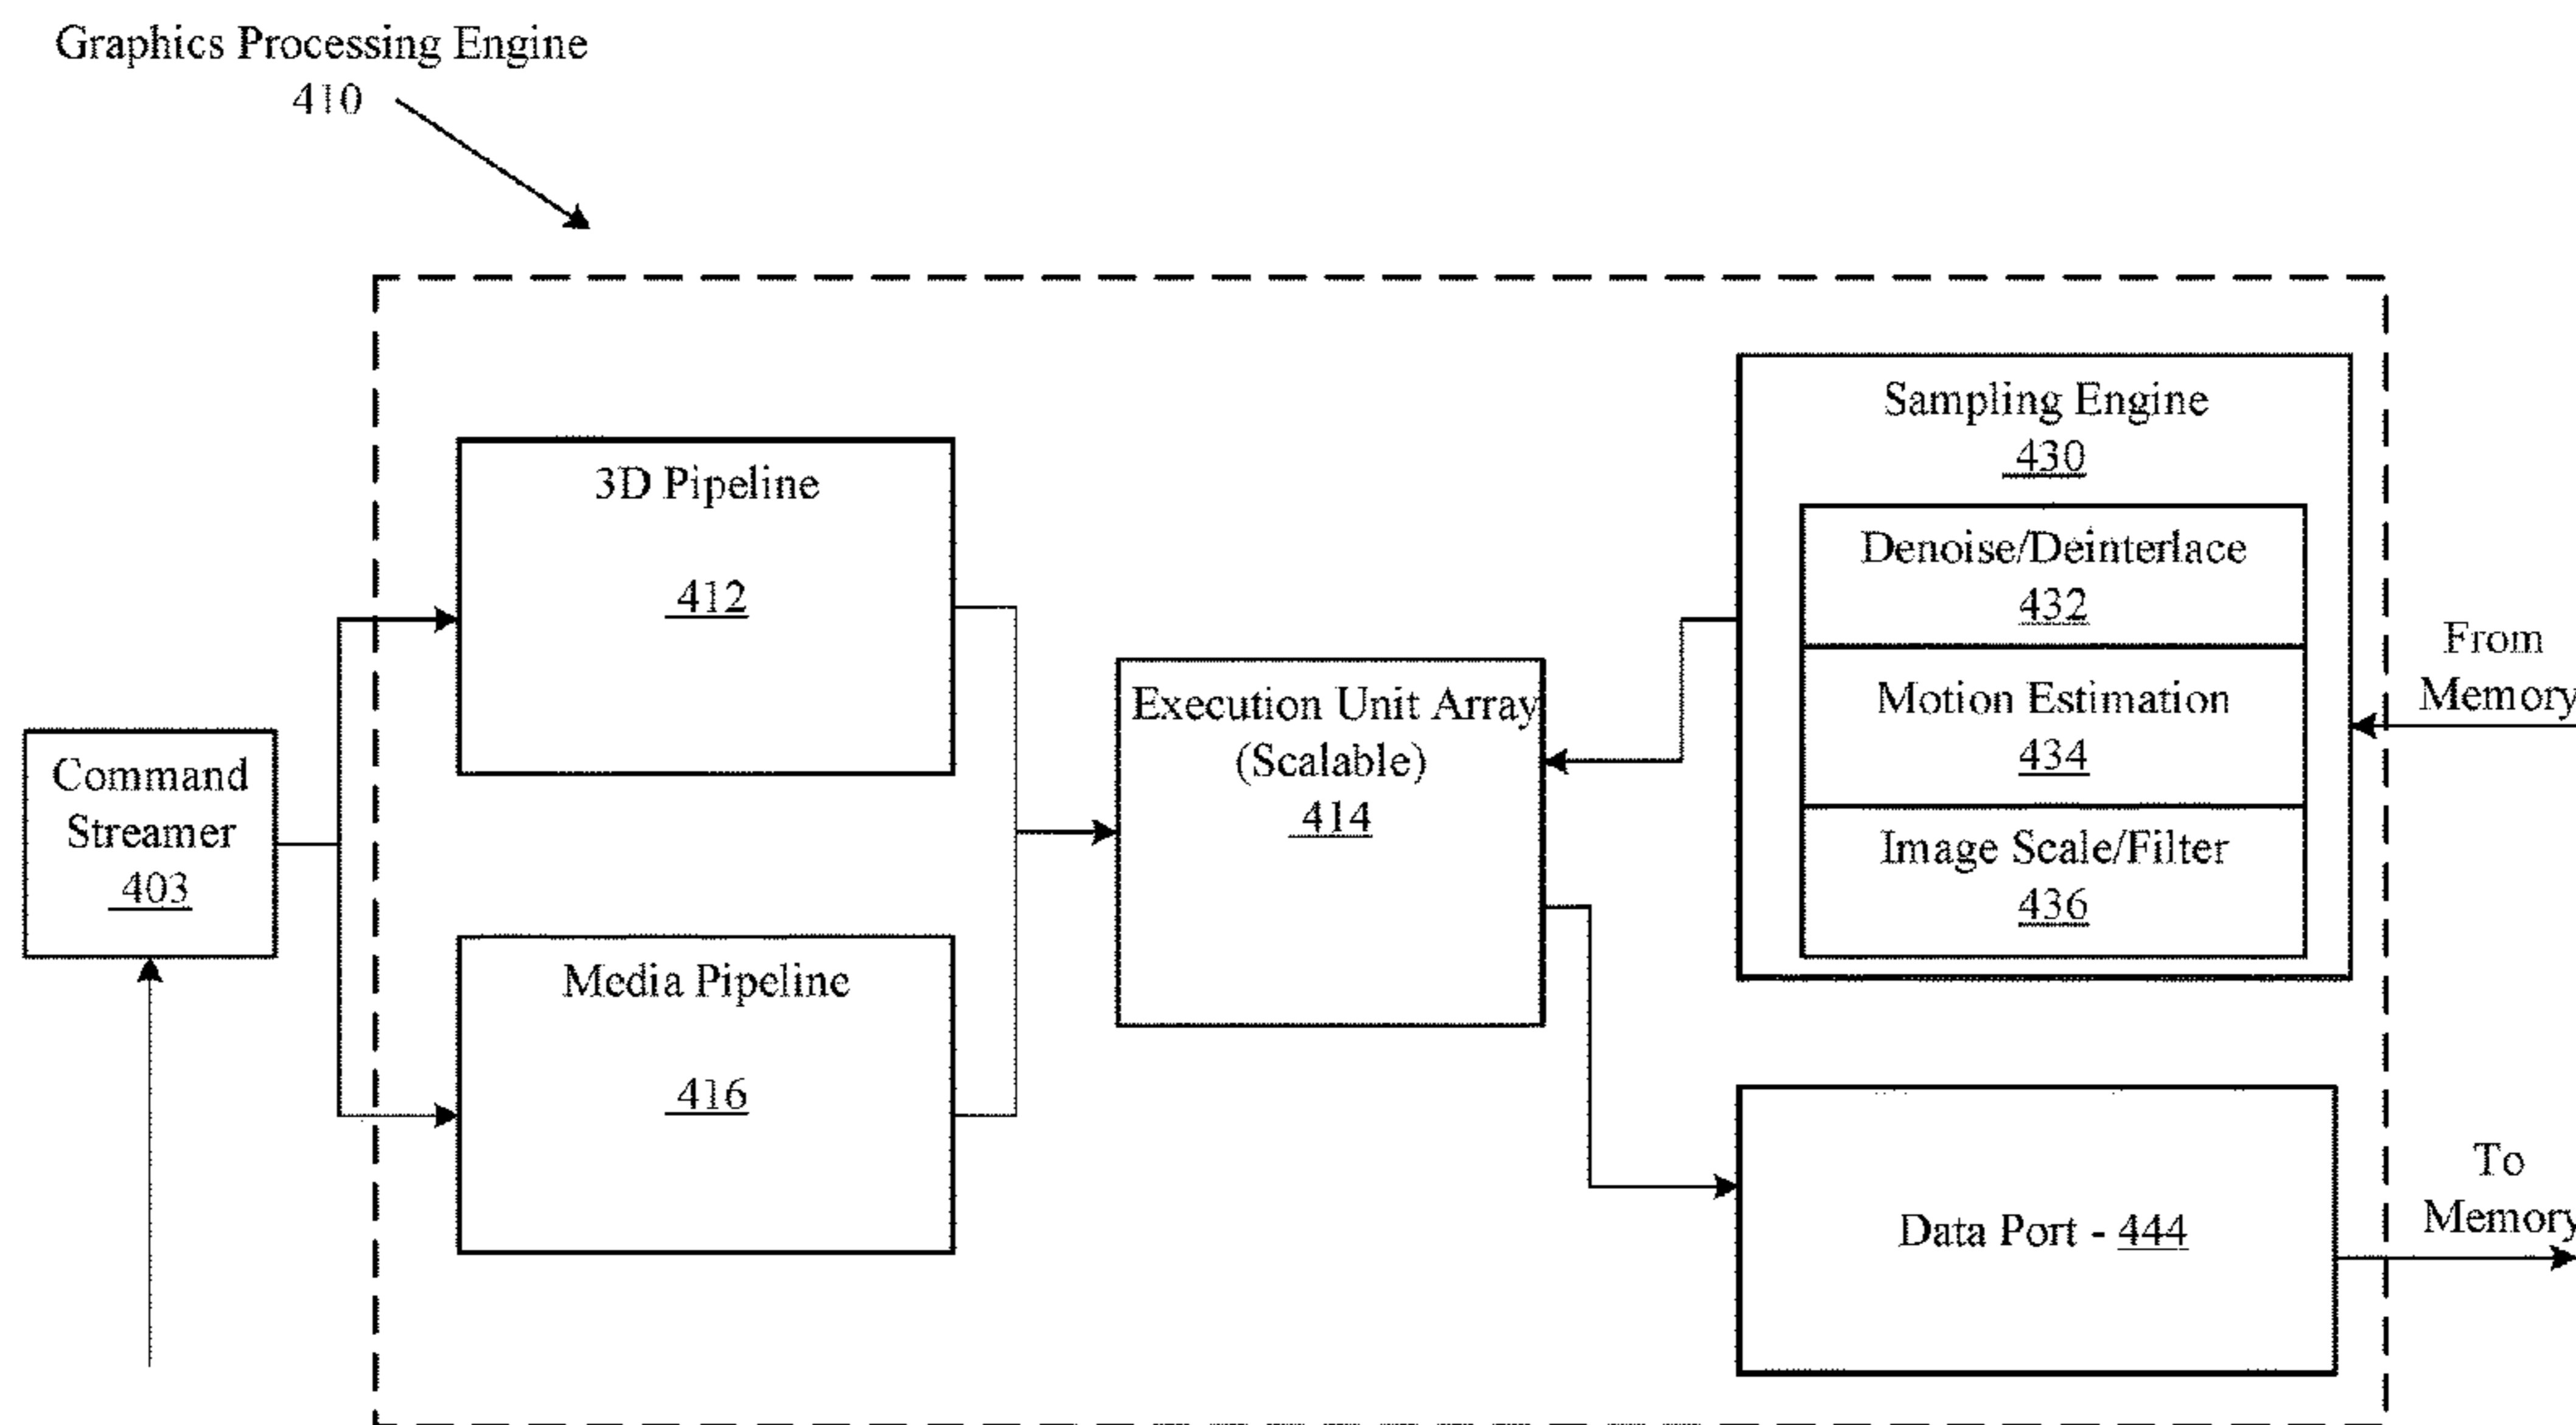 Graphics Processing Engine
410
3D Pipeline
412
Media Pipeline
416
Command
Streamer
403
Execution Unit Array
(Scalable)
414
Sampling Engine
430
Denoise/Deinterlace
432
Motion Estimation
434
Image Scale/Filter
436
Data Port - 444
From
Memory
To
Memory